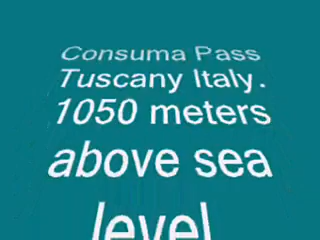 Consuma Pass
Tuscany Italy.
1050 meters
above sea
level